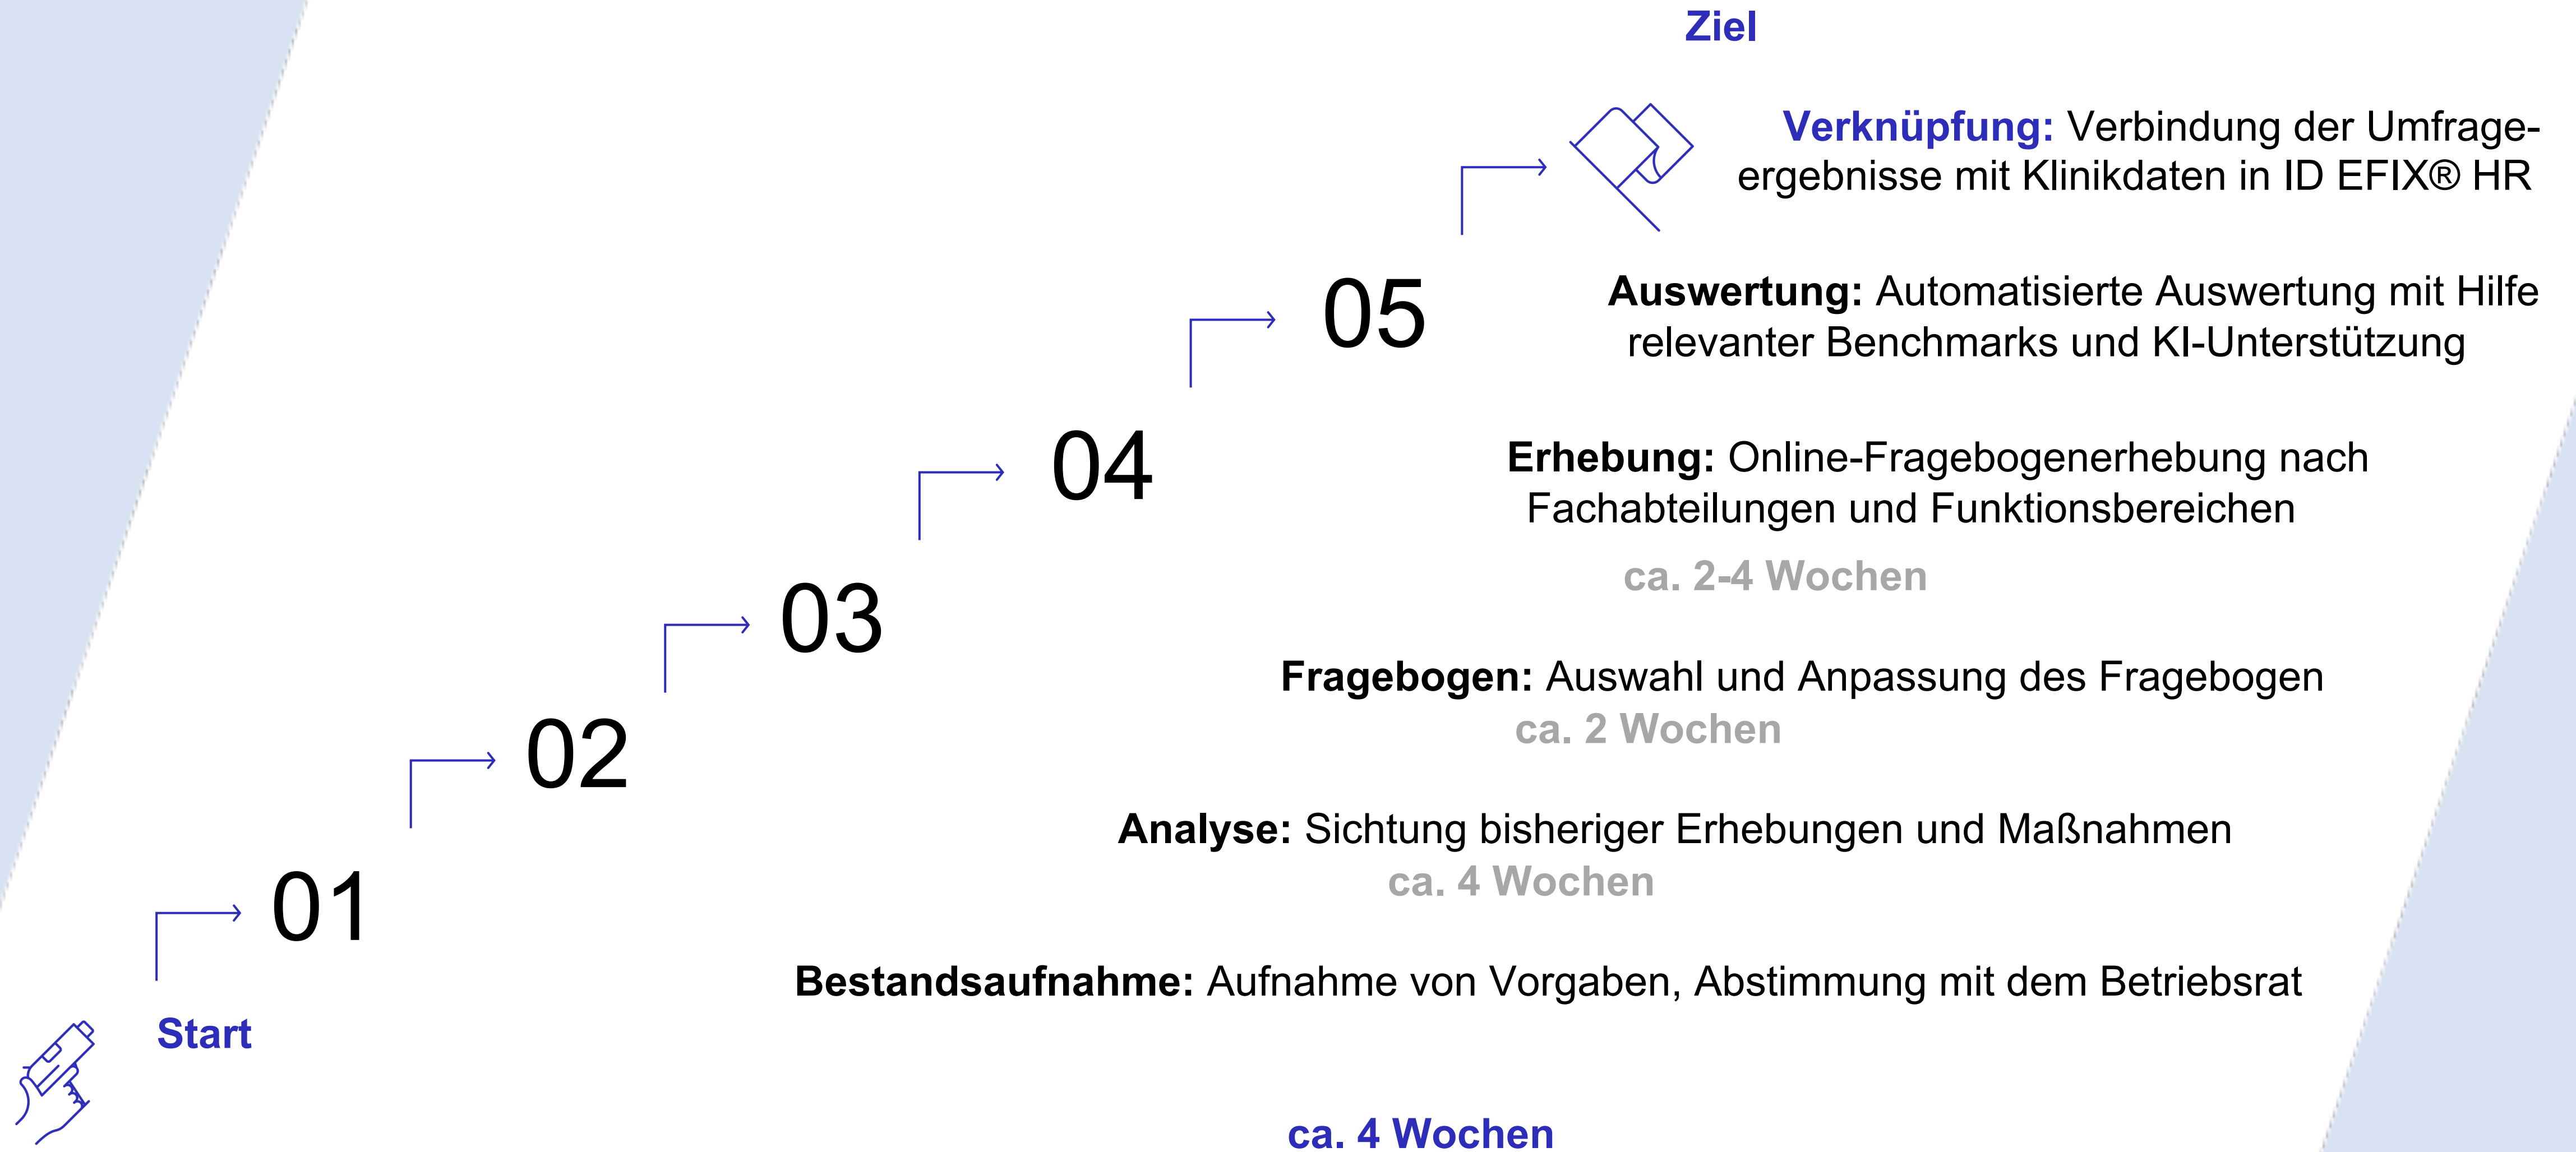 Ziel
Verknüpfung: Verbindung der Umfrage-
ergebnisse mit Klinikdaten in ID EFIX® HR
05
Auswertung: Automatisierte Auswertung mit Hilfe
relevanter Benchmarks und KI-Unterstützung
04
Erhebung: Online-Fragebogenerhebung nach
Fachabteilungen und Funktionsbereichen
ca. 2-4 Wochen
03
Fragebogen: Auswahl und Anpassung des Fragebogen
ca. 2 Wochen
02
Analyse: Sichtung bisheriger Erhebungen und Maßnahmen
ca. 4 Wochen
01
Bestandsaufnahme: Aufnahme von Vorgaben, Abstimmung mit dem Betriebsrat
Start
ca. 4 Wochen